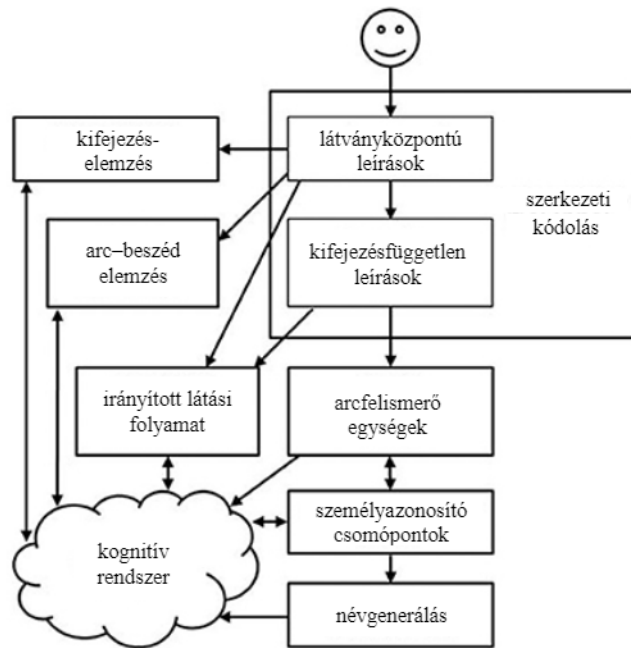 kifejezés-
elemzés
látványközpontú
leírások
szerkezeti
kódolás
arc–beszéd
elemzés
kifejezésfüggetlen
leírások
irányított látási
folyamat
arcfelismerő
egységek
kognitív
rendszer
személyazonosító
csomópontok
névgenerálás